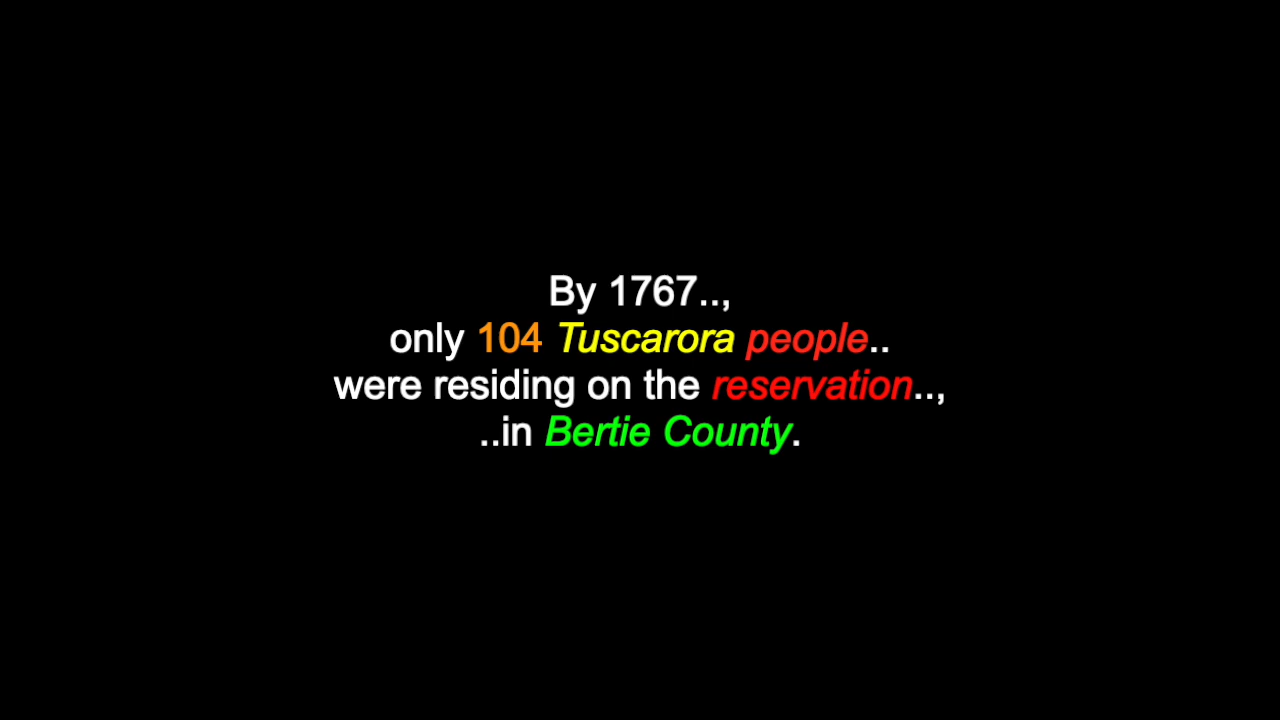 By 1767..,
only 104 Tuscarora people..
were residing on the reservation..,
..in Bertie County.